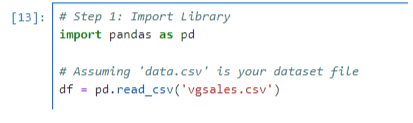 [13]: # Step 1: Import Library
import pandas as pd
# Assuming 'data.csv' is your dataset file
df = pd.read_csv('vgsales.csv')